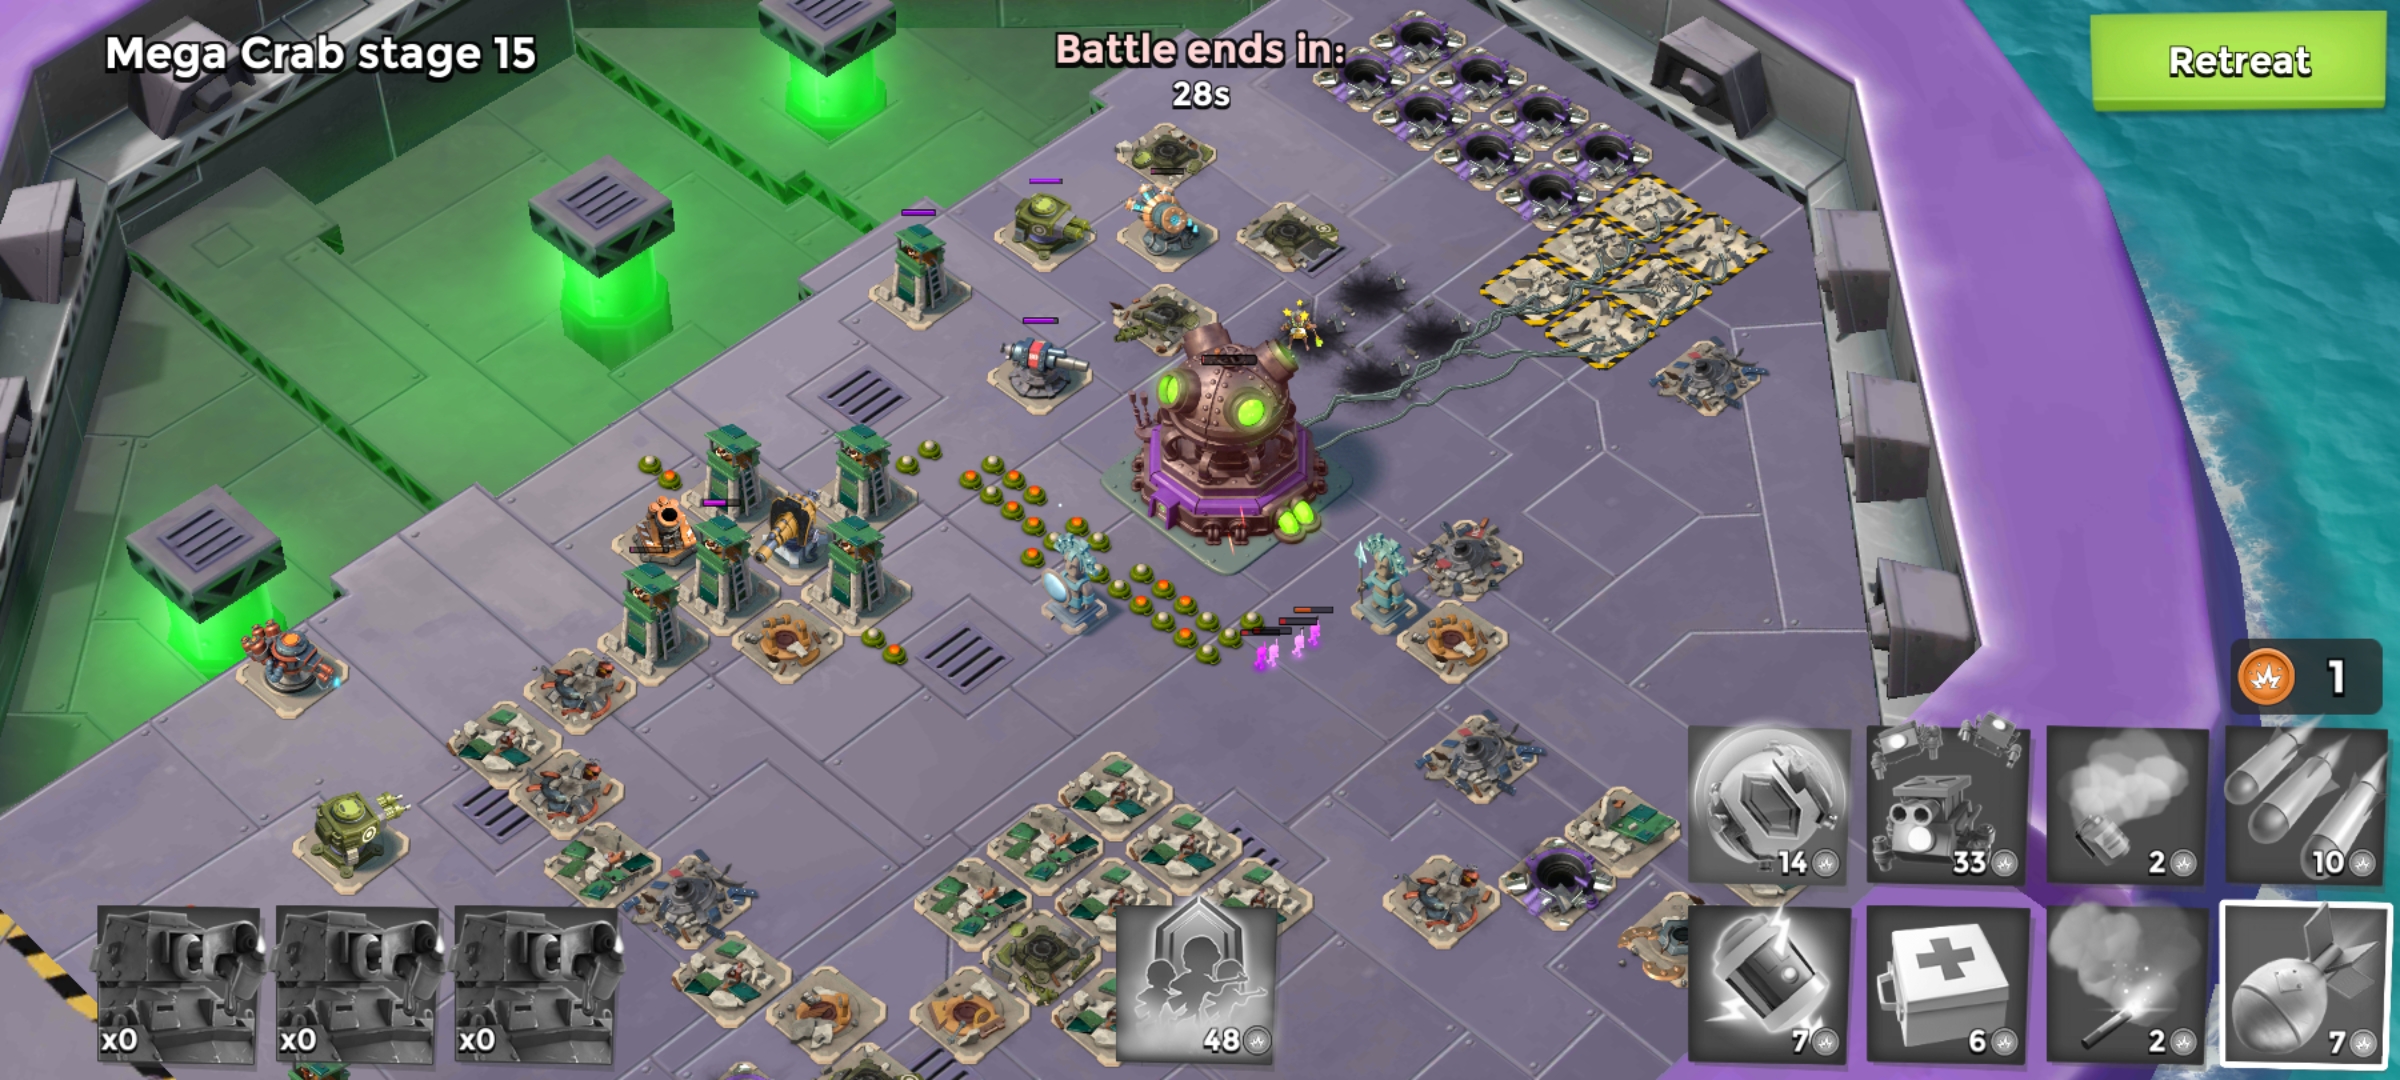 Mega Crab stage 15
Battle ends in:
28s
Retreat
1
14
33
2
10
x0
x0
x0
48
7
6
2
7